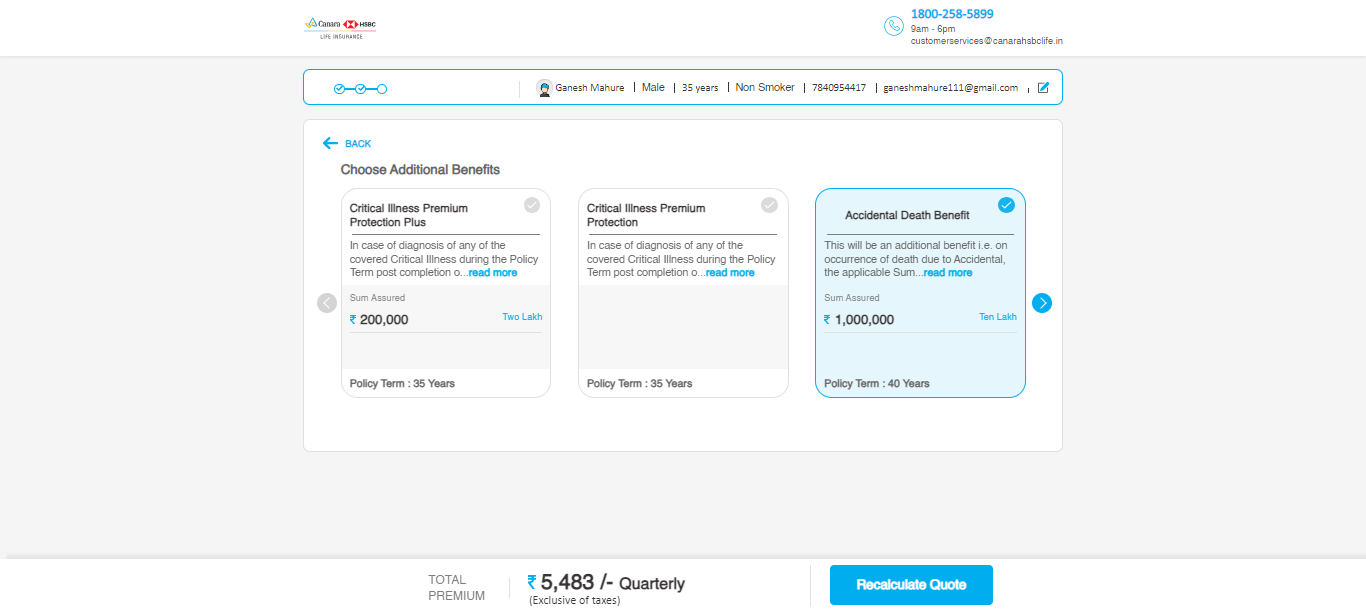 Canara HSBC
LIFE INSURANCE
1800-258-5899
9am - 6pm
customerservices@canarahsbclife.in
Ganesh Mahure | Male | 35 years | Non Smoker | 7840954417 | ganeshmahure111@gmail.com
BACK
Choose Additional Benefits
Critical Illness Premium
Protection Plus
In case of diagnosis of any of the
covered Critical Illness during the Policy
Term post completion o...read more
Sum Assured
₹ 200,000 Two Lakh
Policy Term : 35 Years
Critical Illness Premium
Protection
In case of diagnosis of any of the
covered Critical Illness during the Policy
Term post completion o...read more
Policy Term : 35 Years
Accidental Death Benefit
This will be an additional benefit i.e. on
occurrence of death due to Accidental,
the applicable Sum...read more
Sum Assured
₹ 1,000,000 Ten Lakh
Policy Term : 40 Years
TOTAL
PREMIUM
₹ 5,483 /- Quarterly
(Exclusive of taxes)
Recalculate Quote